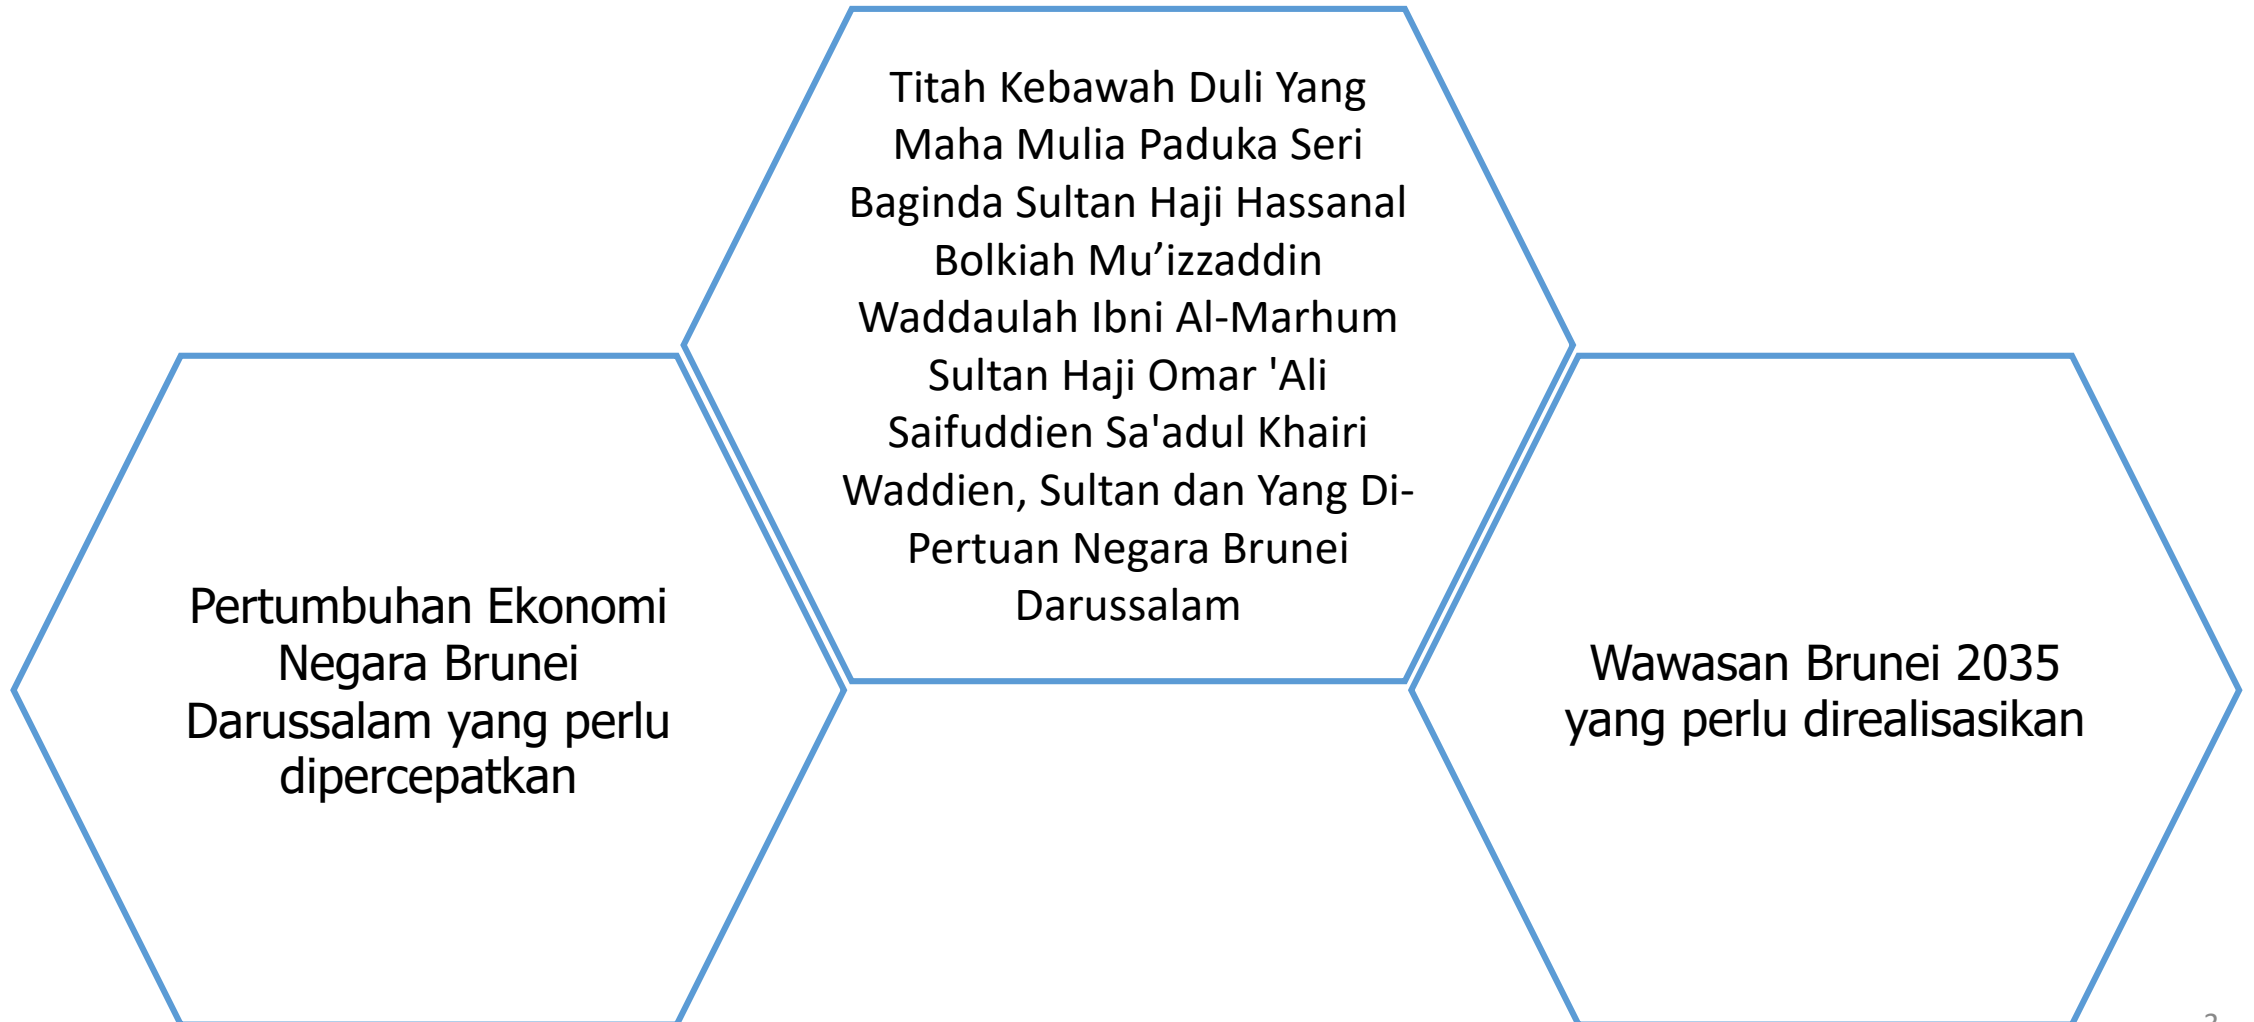 Titah Kebawah Duli Yang
Maha Mulia Paduka Seri
Baginda Sultan Haji Hassanal
Bolkiah Mu’izzaddin
Waddaulah Ibni Al-Marhum
Sultan Haji Omar 'Ali
Saifuddien Sa'adul Khairi
Waddien, Sultan dan Yang Di-
Pertuan Negara Brunei
Darussalam
Pertumbuhan Ekonomi
Negara Brunei
Darussalam yang perlu
dipercepatkan
Wawasan Brunei 2035
yang perlu direalisasikan